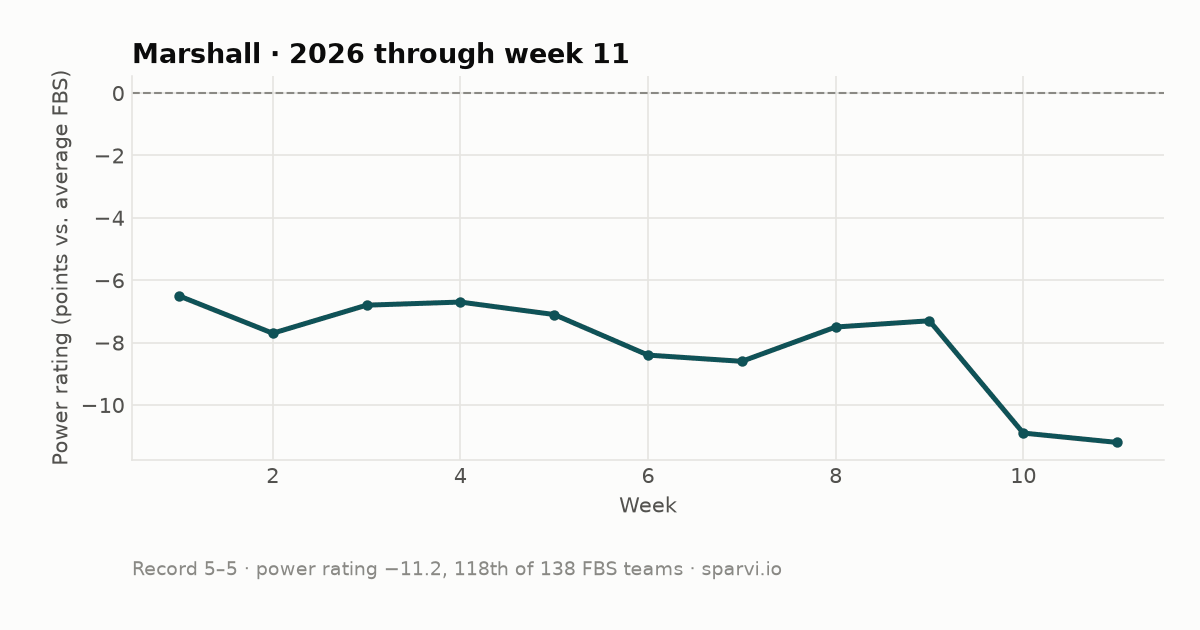 Marshall · 2026 through week 11
Power rating (points vs. average FBS)
0
−2
−4
−6
−8
−10
2 4 6 8 10
Week
Record 5–5 · power rating −11.2, 118th of 138 FBS teams · sparvi.io